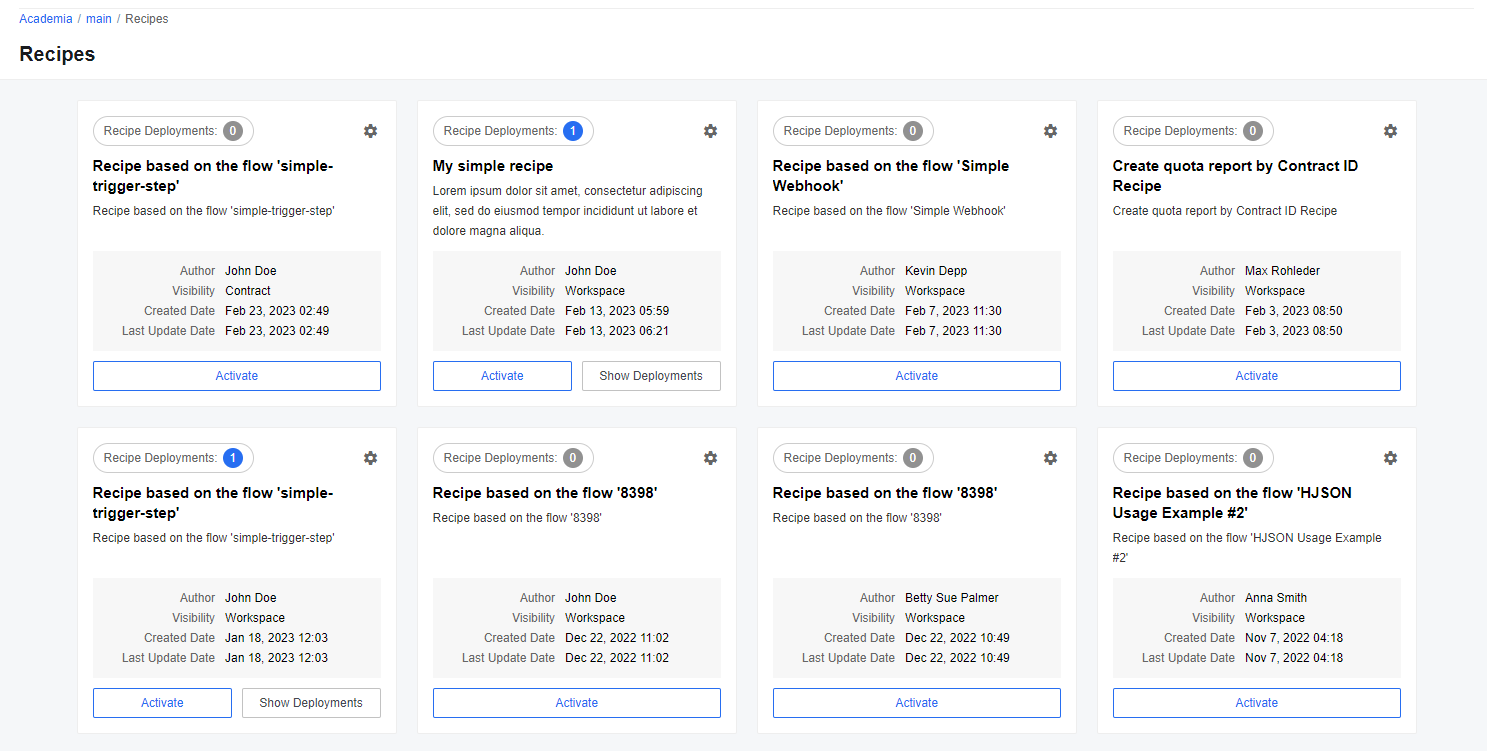 Academia / main / Recipes
Recipes
Recipe Deployments: 0
Recipe based on the flow 'simple-
trigger-step'
Recipe based on the flow 'simple-trigger-step'
Author John Doe
Visibility Contract
Created Date Feb 23, 2023 02:49
Last Update Date Feb 23, 2023 02:49
Activate
Recipe Deployments: 1
My simple recipe
Lorem ipsum dolor sit amet, consectetur adipiscing
elit, sed do eiusmod tempor incididunt ut labore et
dolore magna aliqua.
Author John Doe
Visibility Workspace
Created Date Feb 13, 2023 05:59
Last Update Date Feb 13, 2023 06:21
Activate Show Deployments
Recipe Deployments: 0
Recipe based on the flow 'Simple
Webhook'
Recipe based on the flow 'Simple Webhook'
Author Kevin Depp
Visibility Workspace
Created Date Feb 7, 2023 11:30
Last Update Date Feb 7, 2023 11:30
Activate
Recipe Deployments: 0
Create quota report by Contract ID
Recipe
Create quota report by Contract ID Recipe
Author Max Rohleder
Visibility Workspace
Created Date Feb 3, 2023 08:50
Last Update Date Feb 3, 2023 08:50
Activate
Recipe Deployments: 1
Recipe based on the flow 'simple-
trigger-step'
Recipe based on the flow 'simple-trigger-step'
Author John Doe
Visibility Workspace
Created Date Jan 18, 2023 12:03
Last Update Date Jan 18, 2023 12:03
Activate Show Deployments
Recipe Deployments: 0
Recipe based on the flow '8398'
Recipe based on the flow '8398'
Author John Doe
Visibility Workspace
Created Date Dec 22, 2022 11:02
Last Update Date Dec 22, 2022 11:02
Activate
Recipe Deployments: 0
Recipe based on the flow '8398'
Recipe based on the flow '8398'
Author Betty Sue Palmer
Visibility Workspace
Created Date Dec 22, 2022 10:49
Last Update Date Dec 22, 2022 10:49
Activate
Recipe Deployments: 0
Recipe based on the flow 'HJSON
Usage Example #2'
Recipe based on the flow 'HJSON Usage Example
#2'
Author Anna Smith
Visibility Workspace
Created Date Nov 7, 2022 04:18
Last Update Date Nov 7, 2022 04:18
Activate